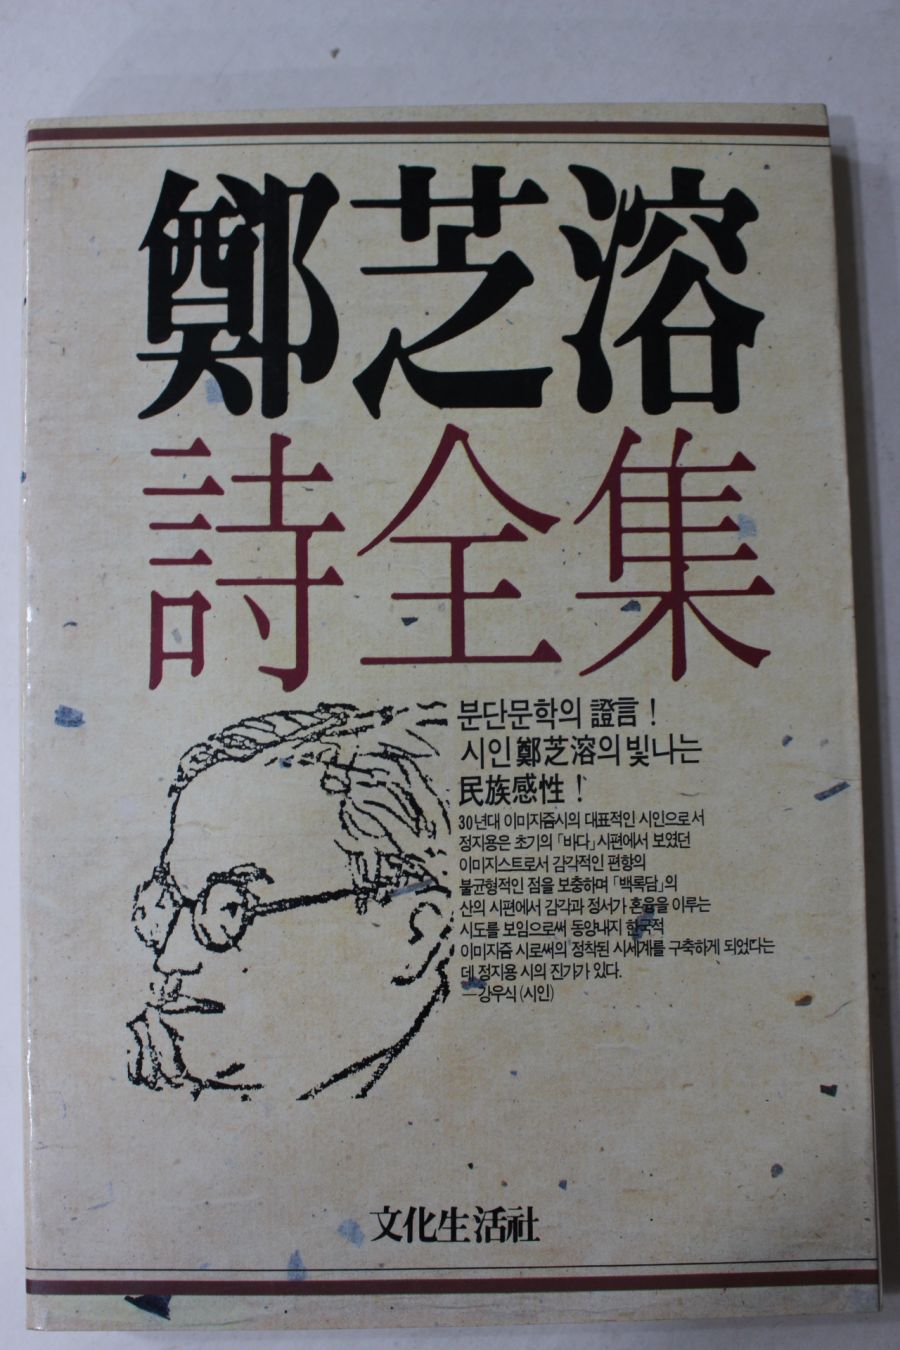 鄭芝溶
詩全集
분단문학의 證言!
시인 鄭芝溶의 빛나는
民族感性!
30년대 이미지즘시의 대표적인 시인으로서
정지용은 초기의 「바다」 시편에서 보였던
이미지스트로서 감각적인 편향의
불균형적인 점을 보충하며 「백록담」의
산의 시편에서 감각과 정서가 혼융을 이루는
시도를 보임으로써 동양내지 한국적
이미지즘 시로써의 정착된 시세계를 구축하게 되었다는
데 정지용 시의 진가가 있다.
—강우식(시인)
文化生活社